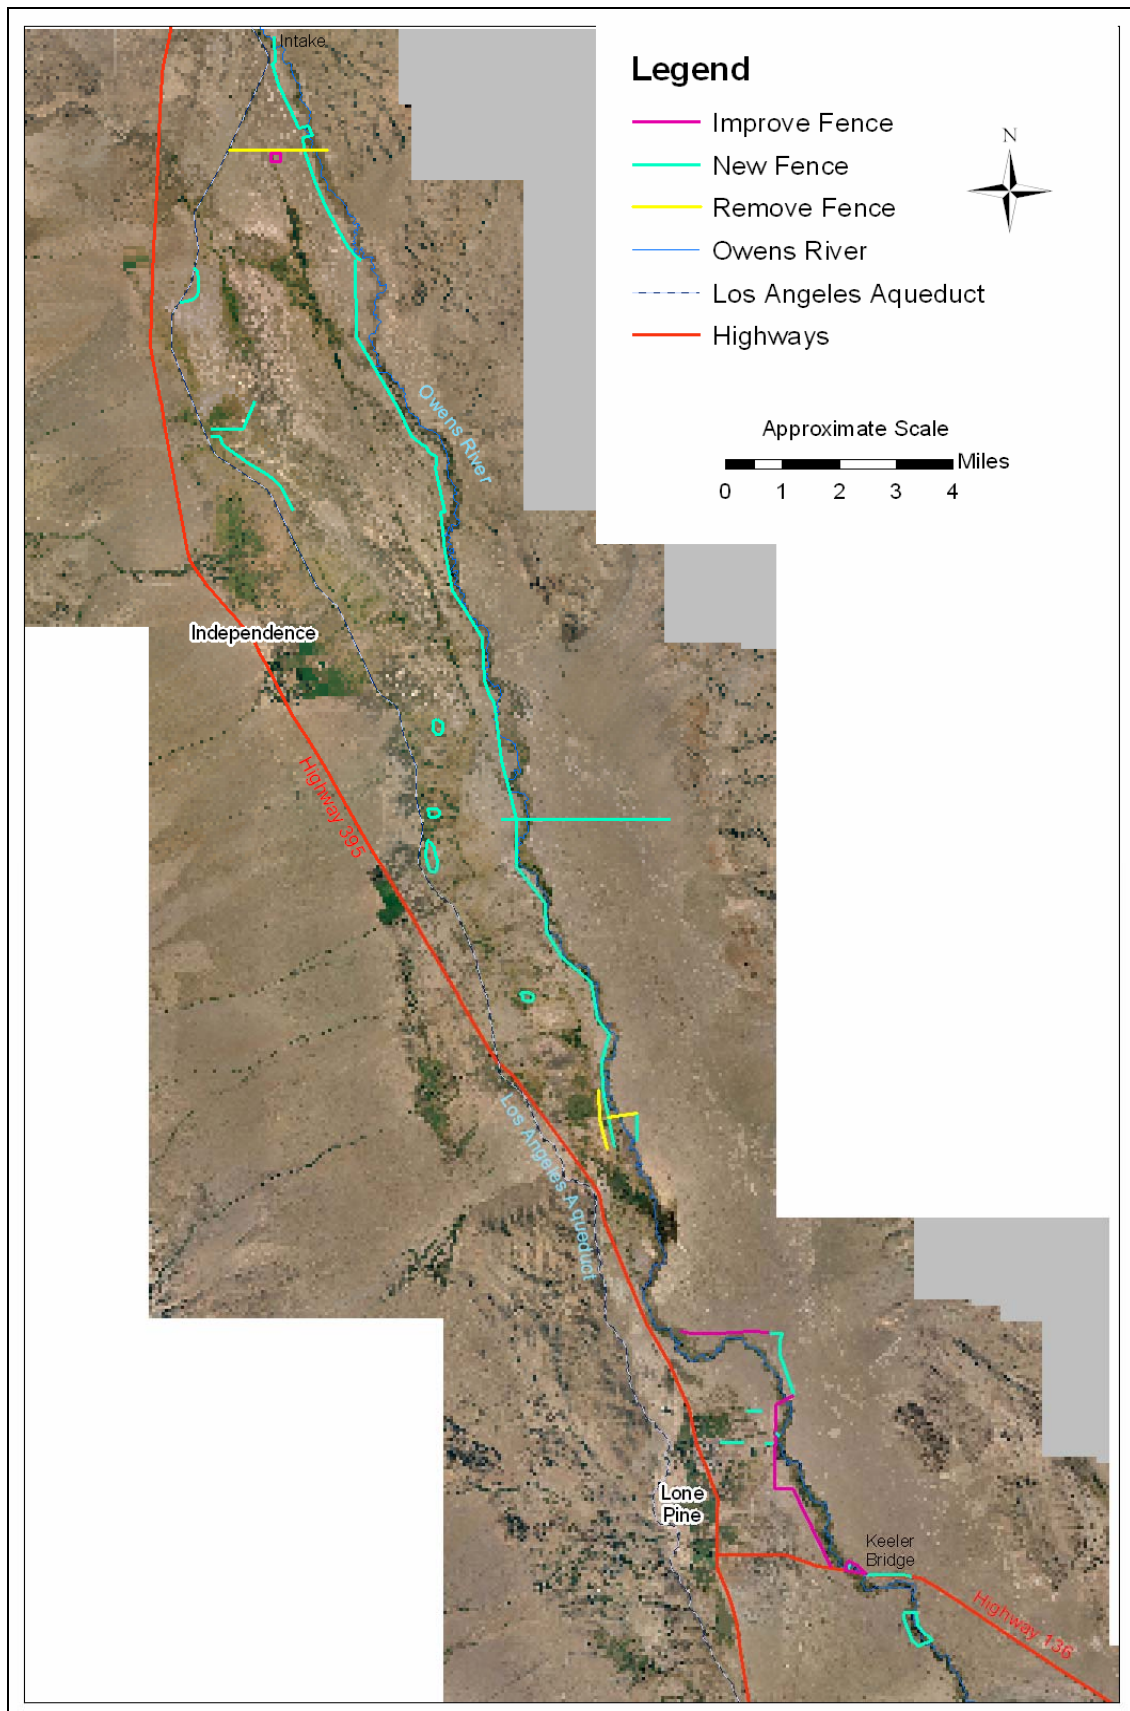 Intake
Legend
Improve Fence
New Fence
Remove Fence
Owens River
Los Angeles Aqueduct
Highways
N
Approximate Scale
Miles
0 1 2 3 4
Owens River
Independence
Highway 395
Los Angeles Aqueduct
Lone
Pine
Keeler
Bridge
Highway 136